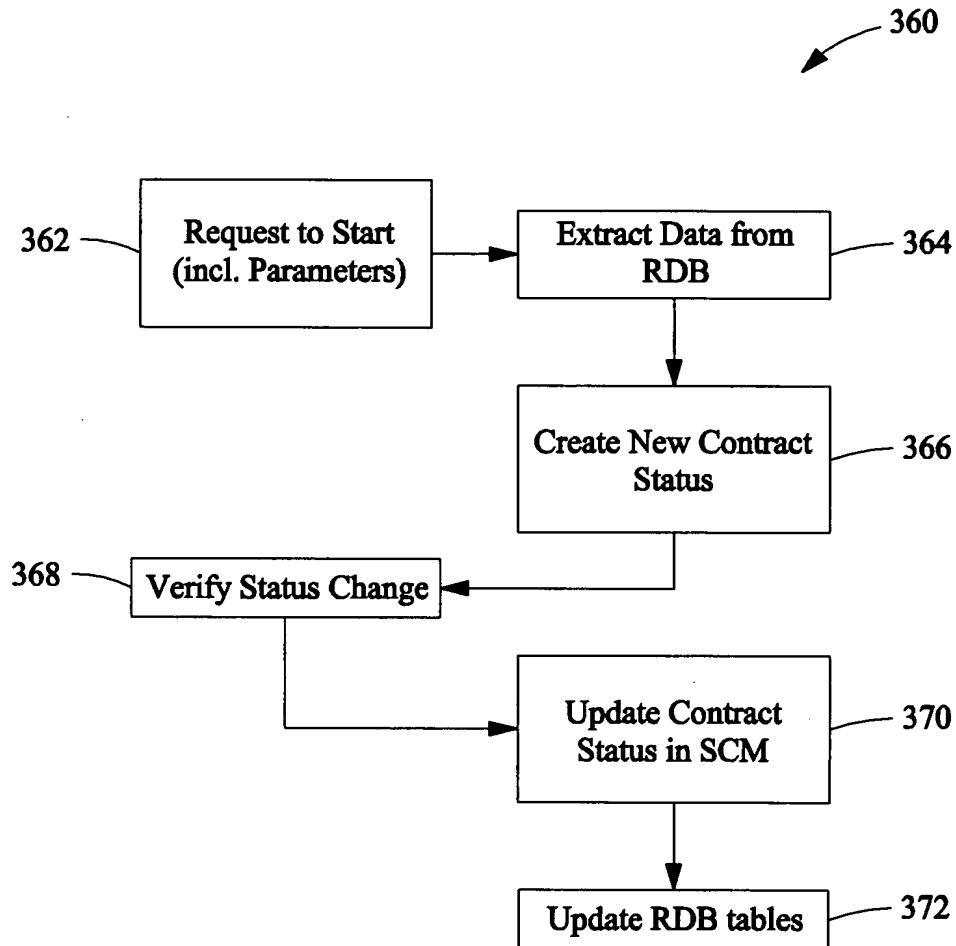 360
362
Request to Start
(incl. Parameters)
Extract Data from
RDB
364
Create New Contract
Status
366
368
Verify Status Change
Update Contract
Status in SCM
370
Update RDB tables
372